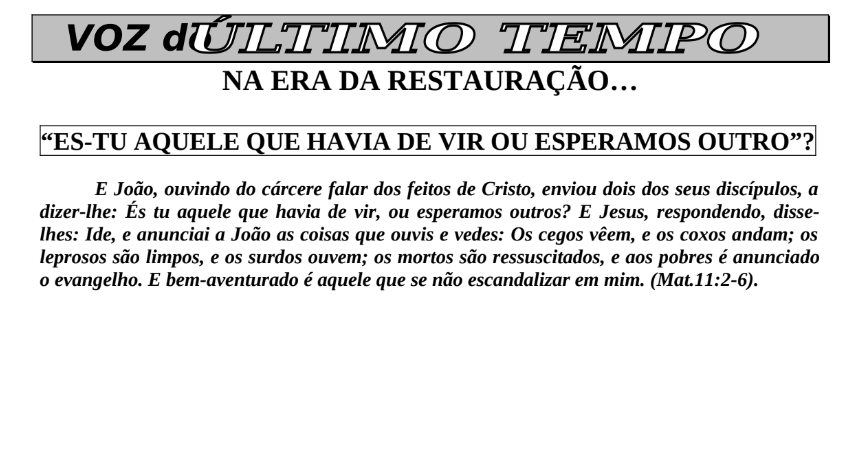 VOZ do ÚLTIMO TEMPO
NA ERA DA RESTAURAÇÃO…
“ES-TU AQUELE QUE HAVIA DE VIR OU ESPERAMOS OUTRO”?
E João, ouvindo do cárcere falar dos feitos de Cristo, enviou dois dos seus discípulos, a
dizer-lhe: És tu aquele que havia de vir, ou esperamos outros? E Jesus, respondendo, disse-
lhes: Ide, e anunciai a João as coisas que ouvis e vedes: Os cegos vêem, e os coxos andam; os
leprosos são limpos, e os surdos ouvem; os mortos são ressuscitados, e aos pobres é anunciado
o evangelho. E bem-aventurado é aquele que se não escandalizar em mim. (Mat.11:2-6).